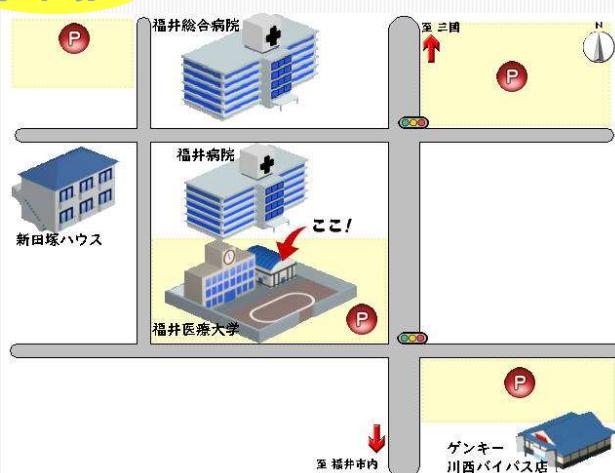 福井総合病院
至 三国
N
P
P
福井病院
新田塚ハウス
ここ!
福井医療大学
P
P
至 福井市内
ゲンキー
川西バイパス店